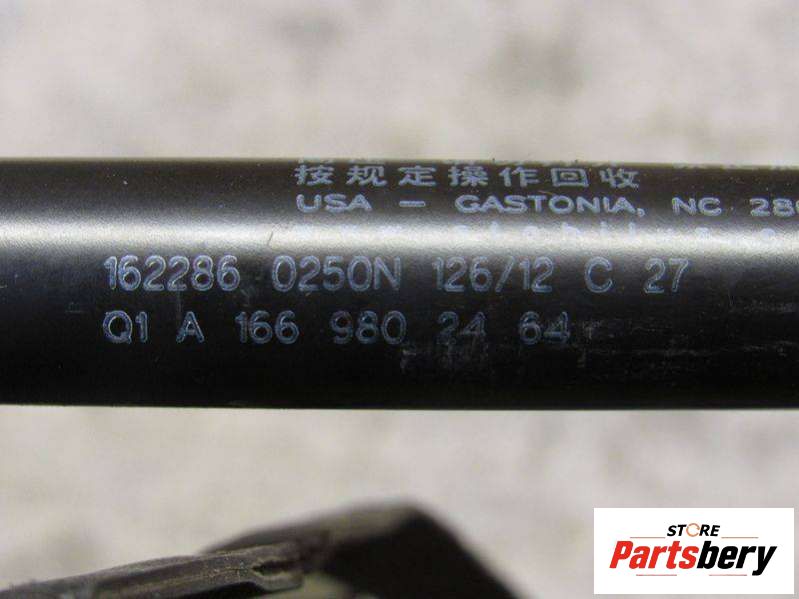 按规定操作回收
USA – GASTONIA, NC 280
162286 0250N 126/12 C 27
Q1 A 166 980 24 64
STORE
Partsbery